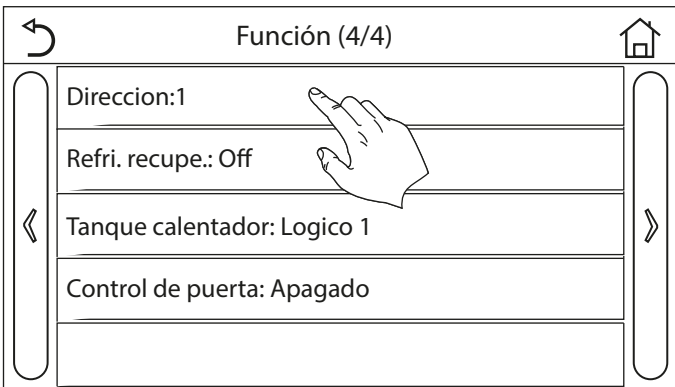 Función (4/4)
Direccion:1
Refri. recupe.: Off
Tanque calentador: Logico 1
Control de puerta: Apagado